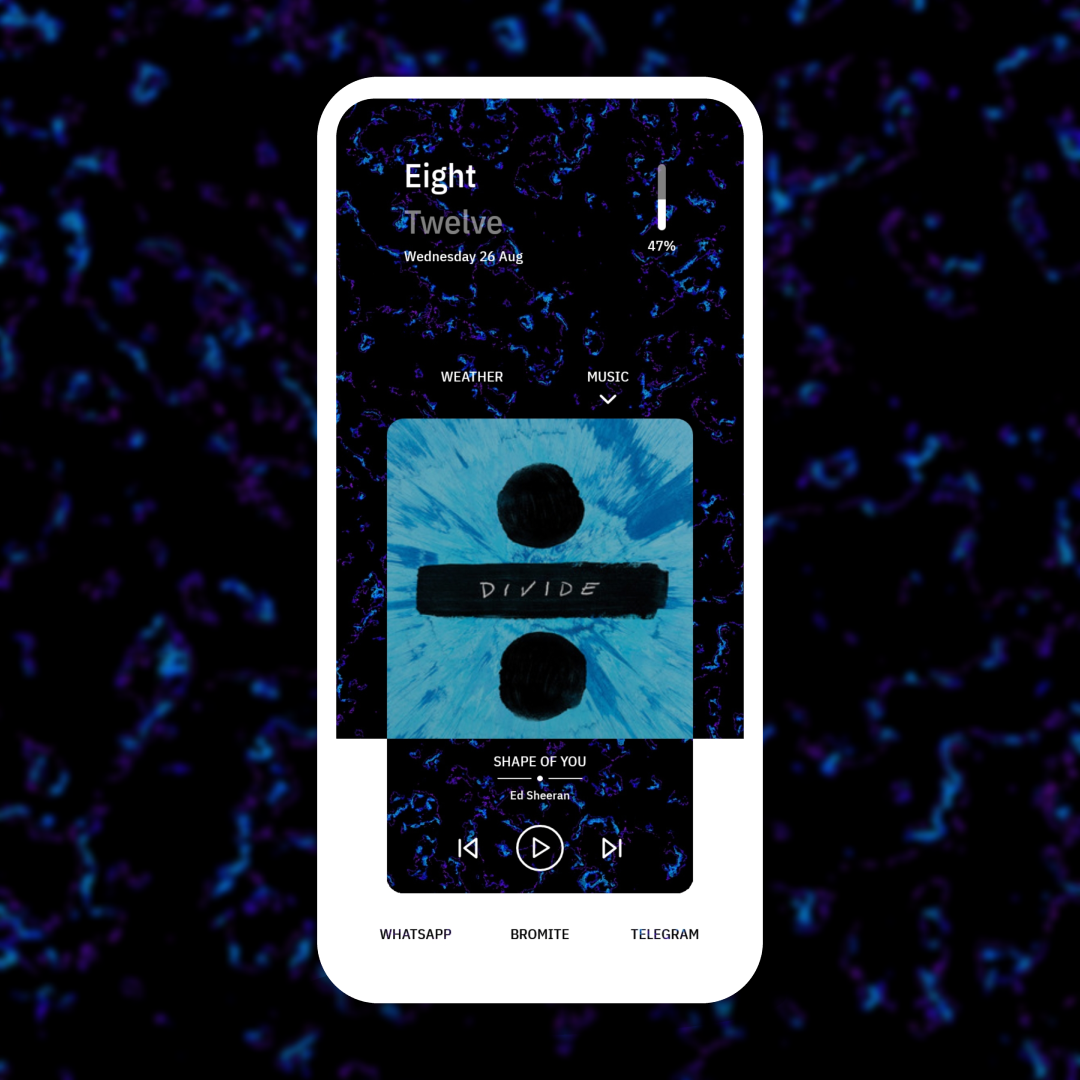 Eight
Twelve
47%
Wednesday 26 Aug
WEATHER
MUSIC
DIVIDE
SHAPE OF YOU
Ed Sheeran
WHATSAPP
BROMITE
TELEGRAM